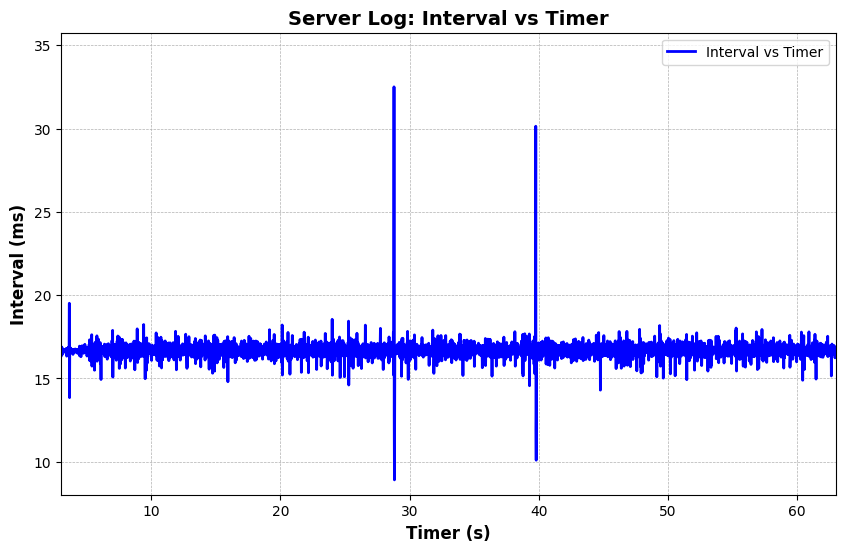 Server Log: Interval vs Timer
Interval vs Timer
35
30
25
20
15
10
Interval (ms)
10 20 30 40 50 60
Timer (s)